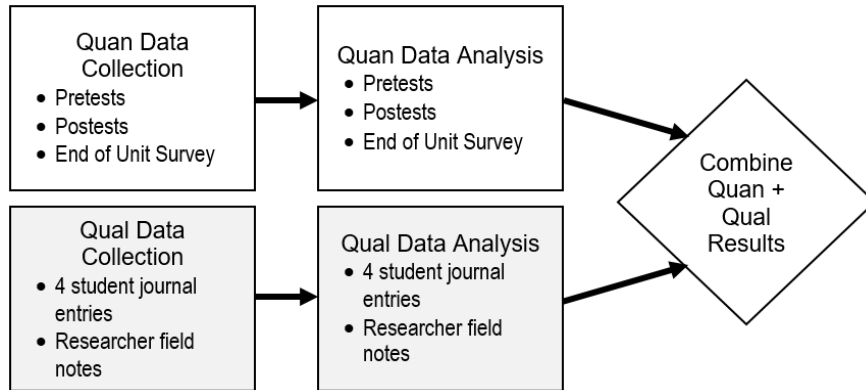 Quan Data
Collection
• Pretests
• Postests
• End of Unit Survey
Quan Data Analysis
• Pretests
• Postests
• End of Unit Survey
Qual Data
Collection
• 4 student journal
entries
• Researcher field
notes
Qual Data Analysis
• 4 student journal
entries
• Researcher field
notes
Combine
Quan +
Qual
Results